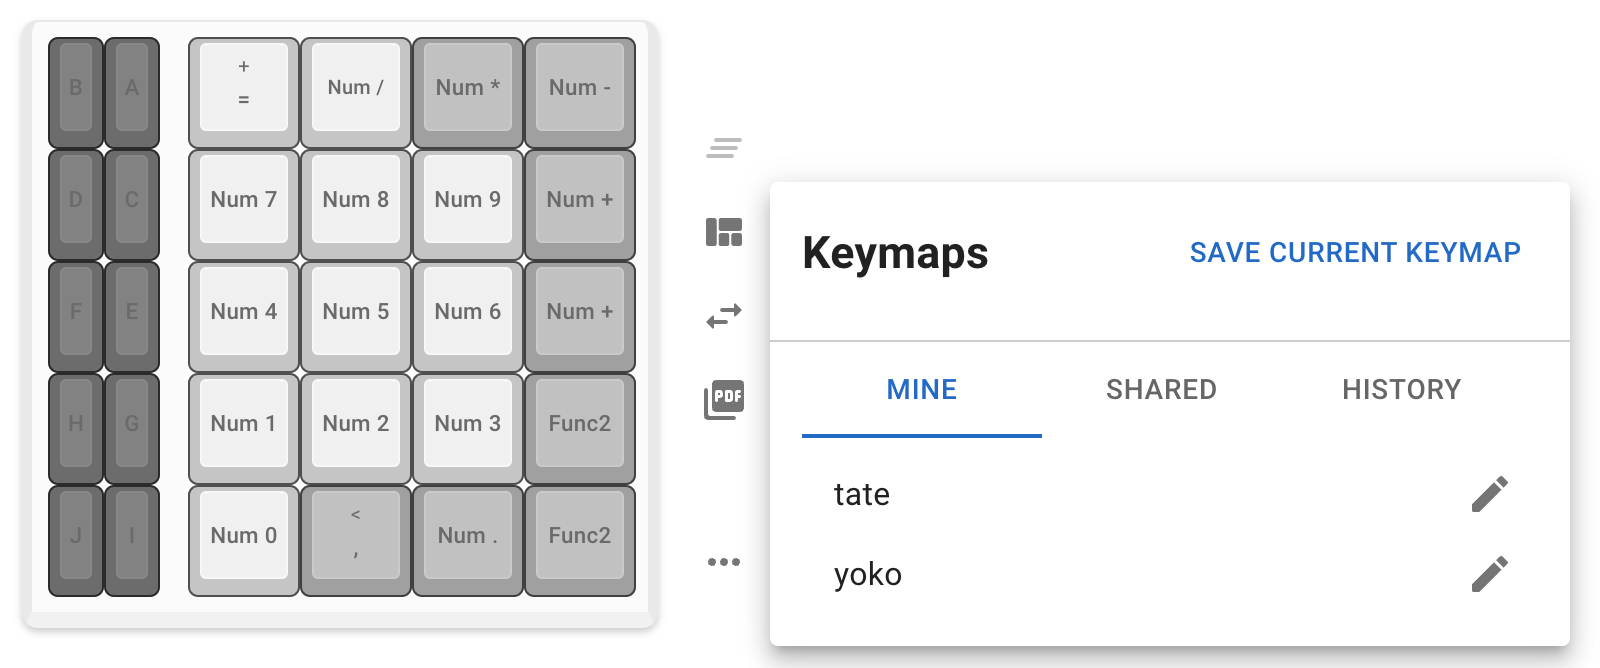 B A + Num / Num * Num -
=
D C Num 7 Num 8 Num 9 Num +
F E Num 4 Num 5 Num 6 Num +
H G Num 1 Num 2 Num 3 Func2
J I Num 0 < Num . Func2
,
PDF
Keymaps SAVE CURRENT KEYMAP
MINE SHARED HISTORY
tate
yoko